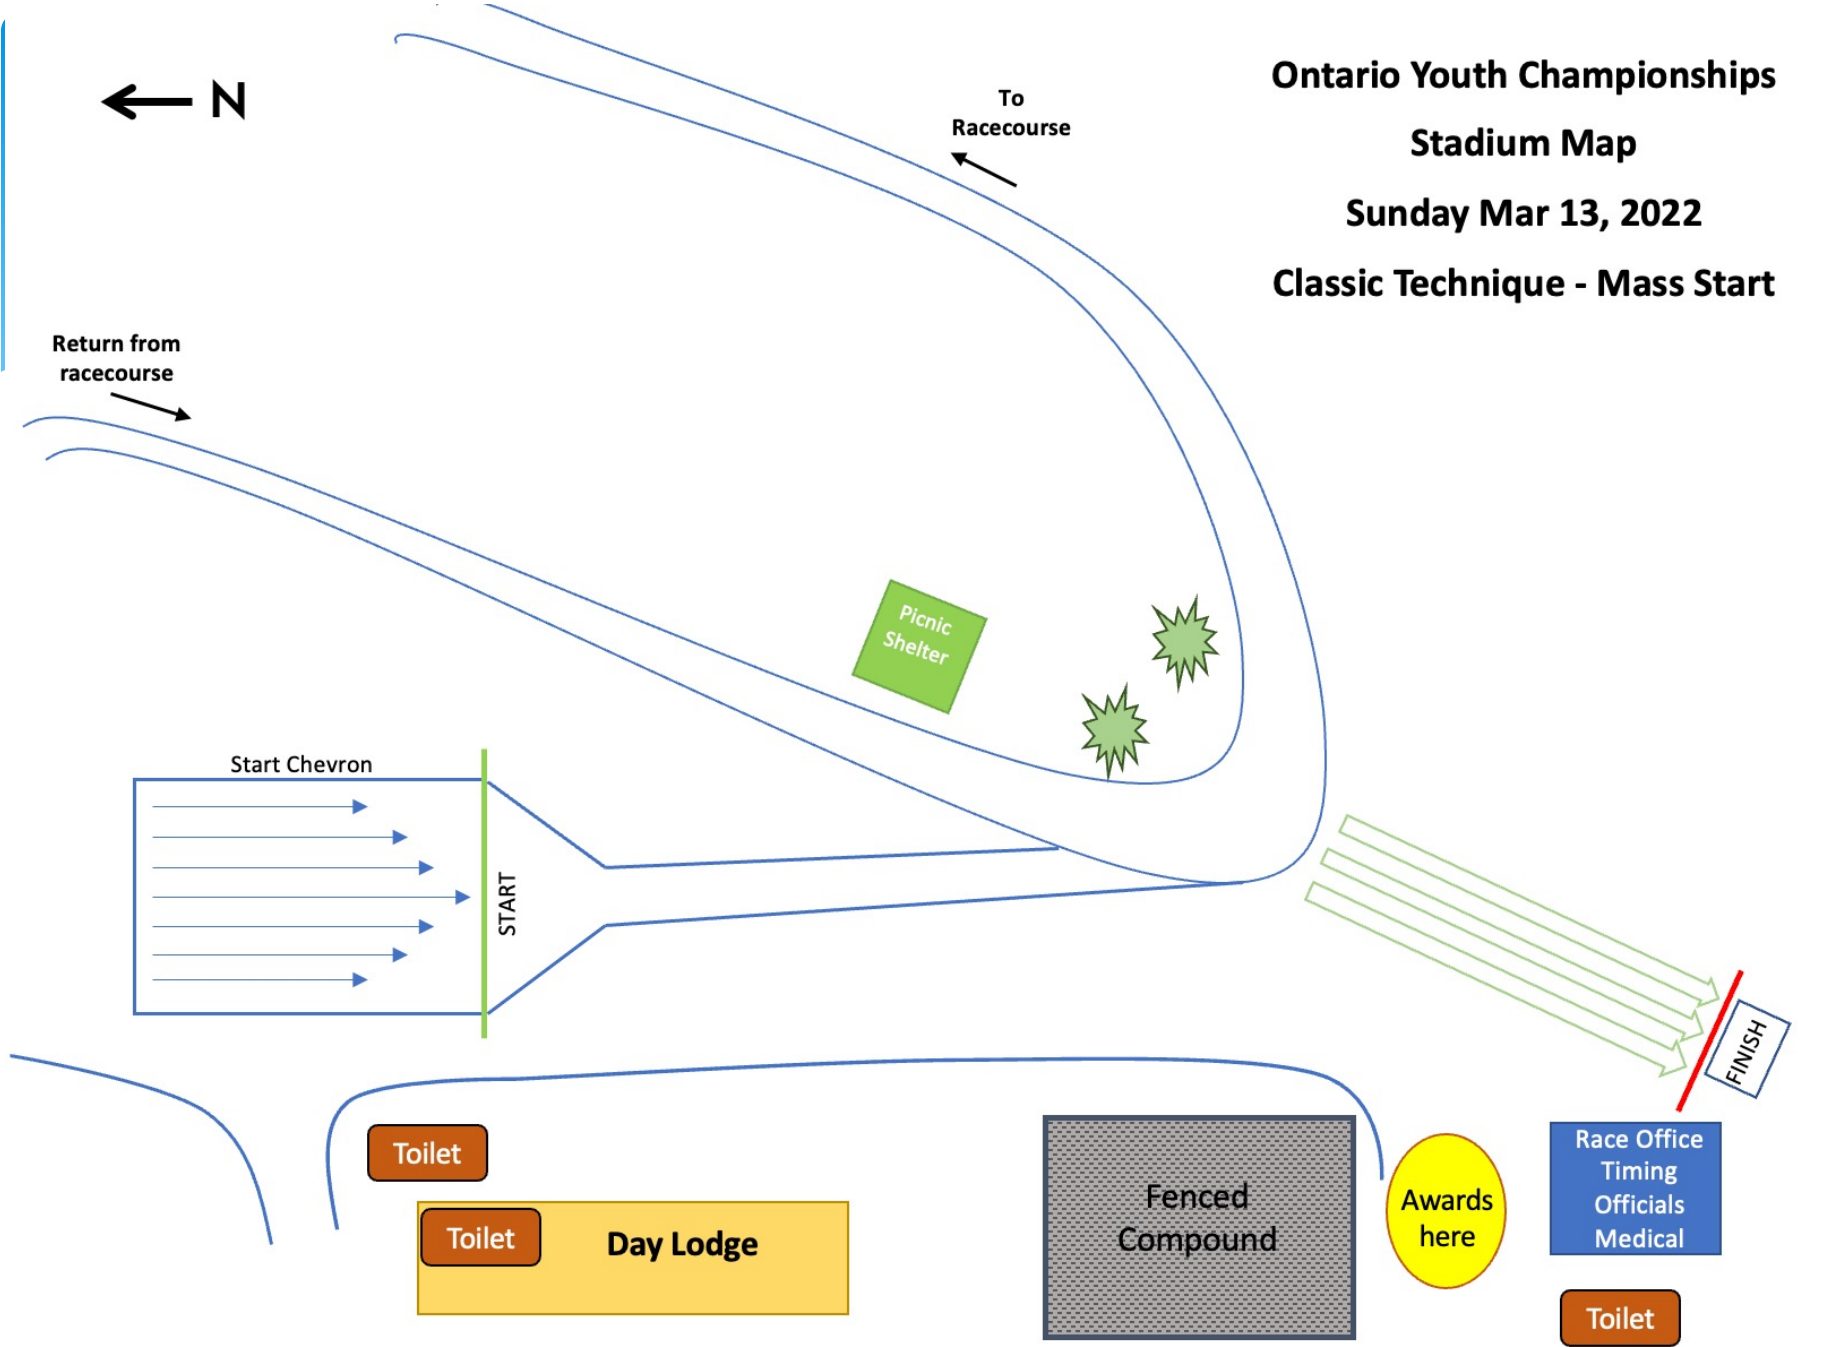 N
Ontario Youth Championships
Stadium Map
Sunday Mar 13, 2022
Classic Technique - Mass Start
To
Racecourse
Return from
racecourse
Picnic
Shelter
Start Chevron
START
FINISH
Toilet
Toilet
Day Lodge
Fenced
Compound
Awards
here
Race Office
Timing
Officials
Medical
Toilet